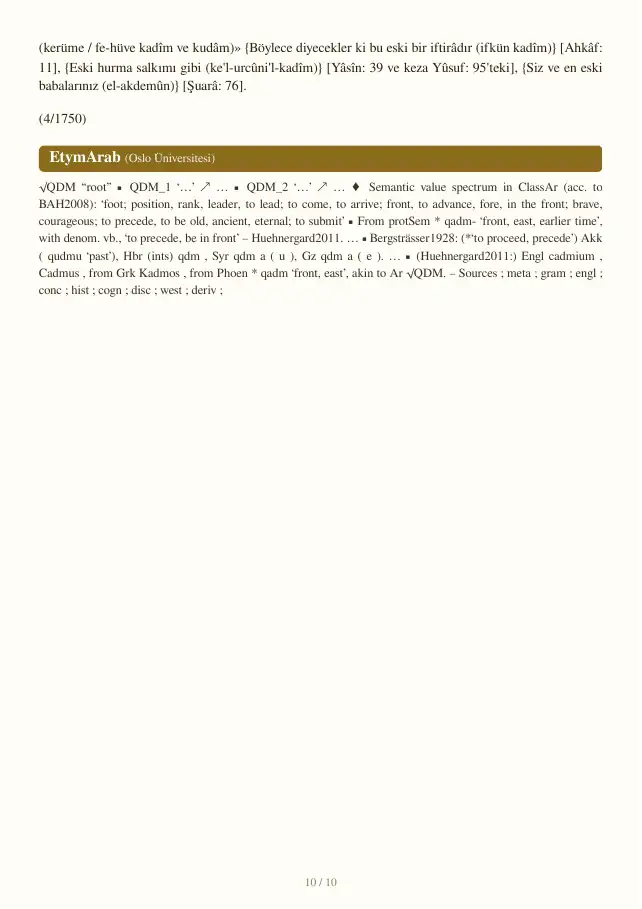 (kerüme / fe-hüve kadîm ve kudâm)» {Böylece diyecekler ki bu eski bir iftirâdır (ifkün kadîm)} [Ahkâf:
11], {Eski hurma salkımı gibi (ke'l-urcûni'l-kadîm)} [Yâsîn: 39 ve keza Yûsuf: 95'teki], {Siz ve en eski
babalarınız (el-akdemûn)} [Şuarâ: 76].
(4/1750)
EtymArab (Oslo Üniversitesi)
√QDM “root” ▪ QDM_1 ‘…’ ↗ … ▪ QDM_2 ‘…’ ↗ … ♦ Semantic value spectrum in ClassAr (acc. to
BAH2008): ‘foot; position, rank, leader, to lead; to come, to arrive; front, to advance, fore, in the front; brave,
courageous; to precede, to be old, ancient, eternal; to submit’ ▪ From protSem * qadm- ‘front, east, earlier time’,
with denom. vb., ‘to precede, be in front’ – Huehnergard2011. … ▪ Bergsträsser1928: (*‘to proceed, precede’) Akk
( qudmu ‘past’), Hbr (ints) qdm , Syr qdm a ( u ), Gz qdm a ( e ). … ▪ (Huehnergard2011:) Engl cadmium ,
Cadmus , from Grk Kadmos , from Phoen * qadm ‘front, east’, akin to Ar √QDM. – Sources ; meta ; gram ; engl ;
conc ; hist ; cogn ; disc ; west ; deriv ;
10 / 10